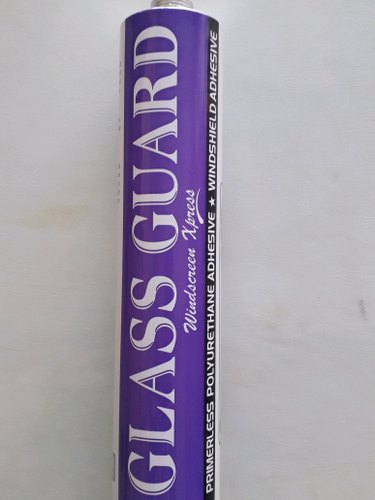 GLASS GUARD
Windscreen Xpress
PRIMERLESS POLYURETHANE ADHESIVE ★ WINDSHIELD ADHESIVE